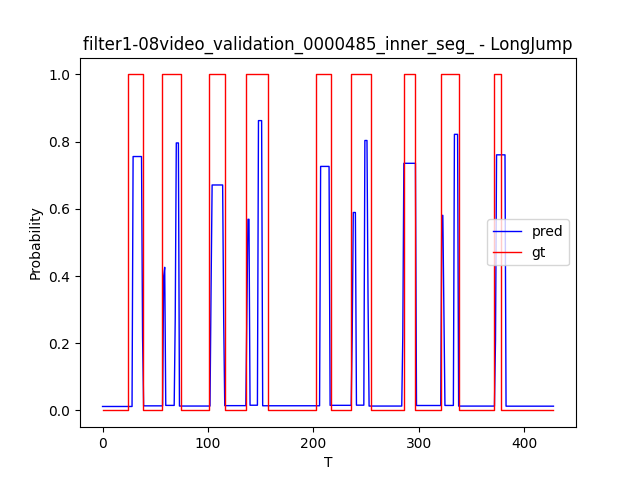 filter1-08video_validation_0000485_inner_seg_ - LongJump
1.0
0.8
0.6
0.4
0.2
0.0
Probability
pred
gt
0 100 200 300 400
T